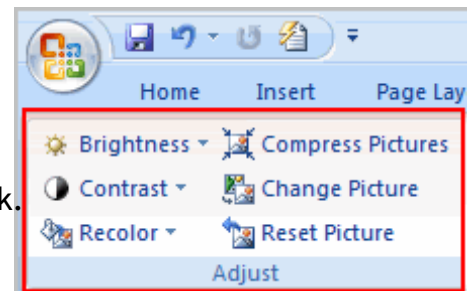 Home Insert Page Lay
Brightness Compress Pictures
k.
Contrast Change Picture
Recolor Reset Picture
Adjust